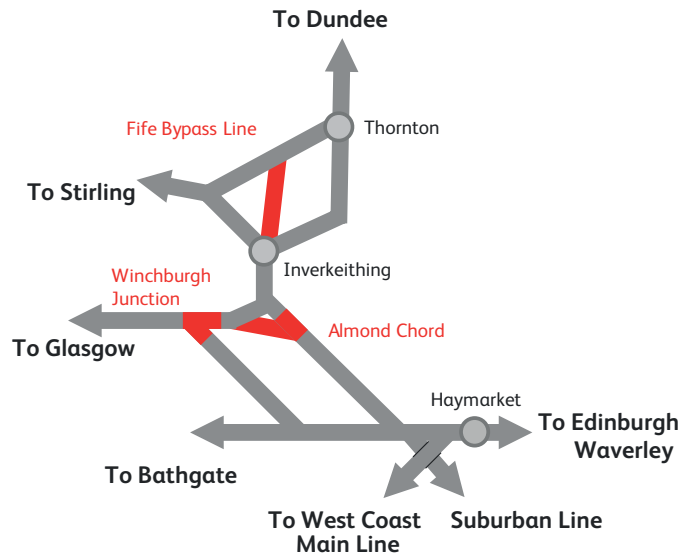 To Dundee
Fife Bypass Line
Thornton
To Stirling
Inverkeithing
Winchburgh
Junction
Almond Chord
To Glasgow
Haymarket
To Edinburgh
Waverley
To Bathgate
To West Coast
Main Line
Suburban Line